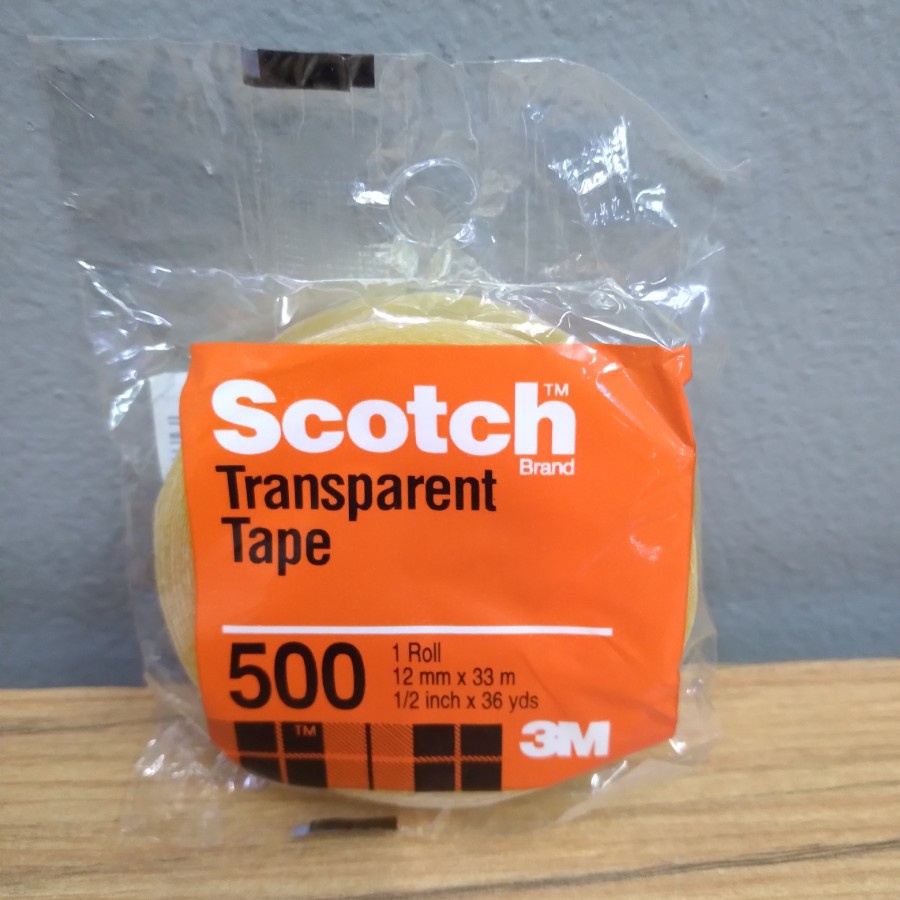 Scotch™
Brand
Transparent
Tape
500
1 Roll
12 mm x 33 m
1/2 inch x 36 yds
™
3M